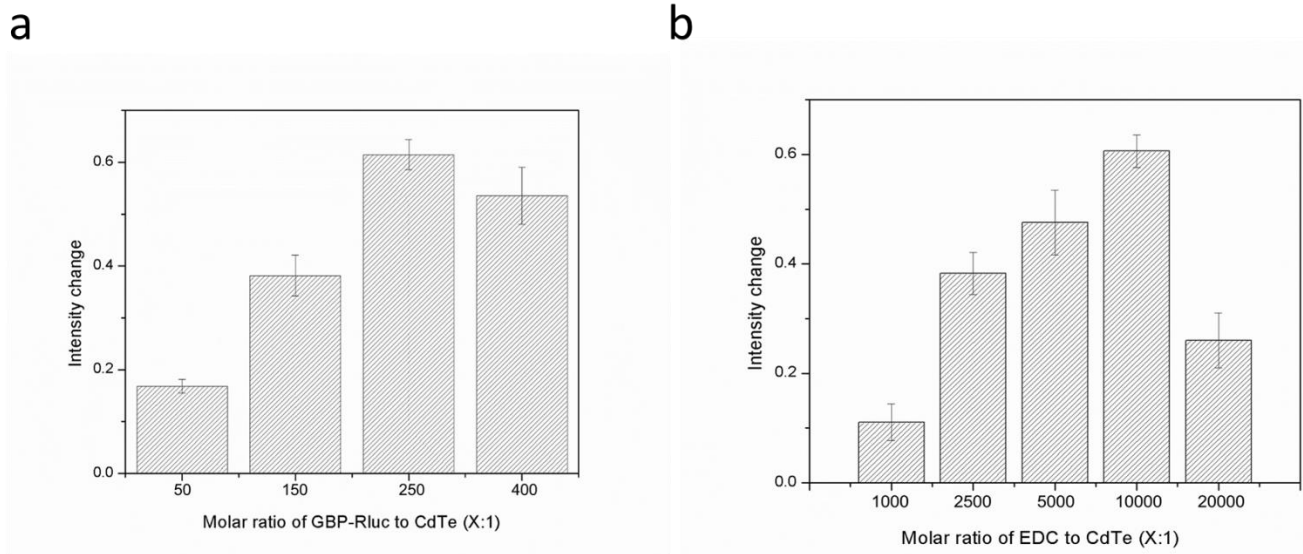 a
Intensity change
0.6
0.4
0.2
0.0
50 150 250 400
Molar ratio of GBP-Rluc to CdTe (X:1)
b
Intensity change
0.6
0.4
0.2
0.0
1000 2500 5000 10000 20000
Molar ratio of EDC to CdTe (X:1)